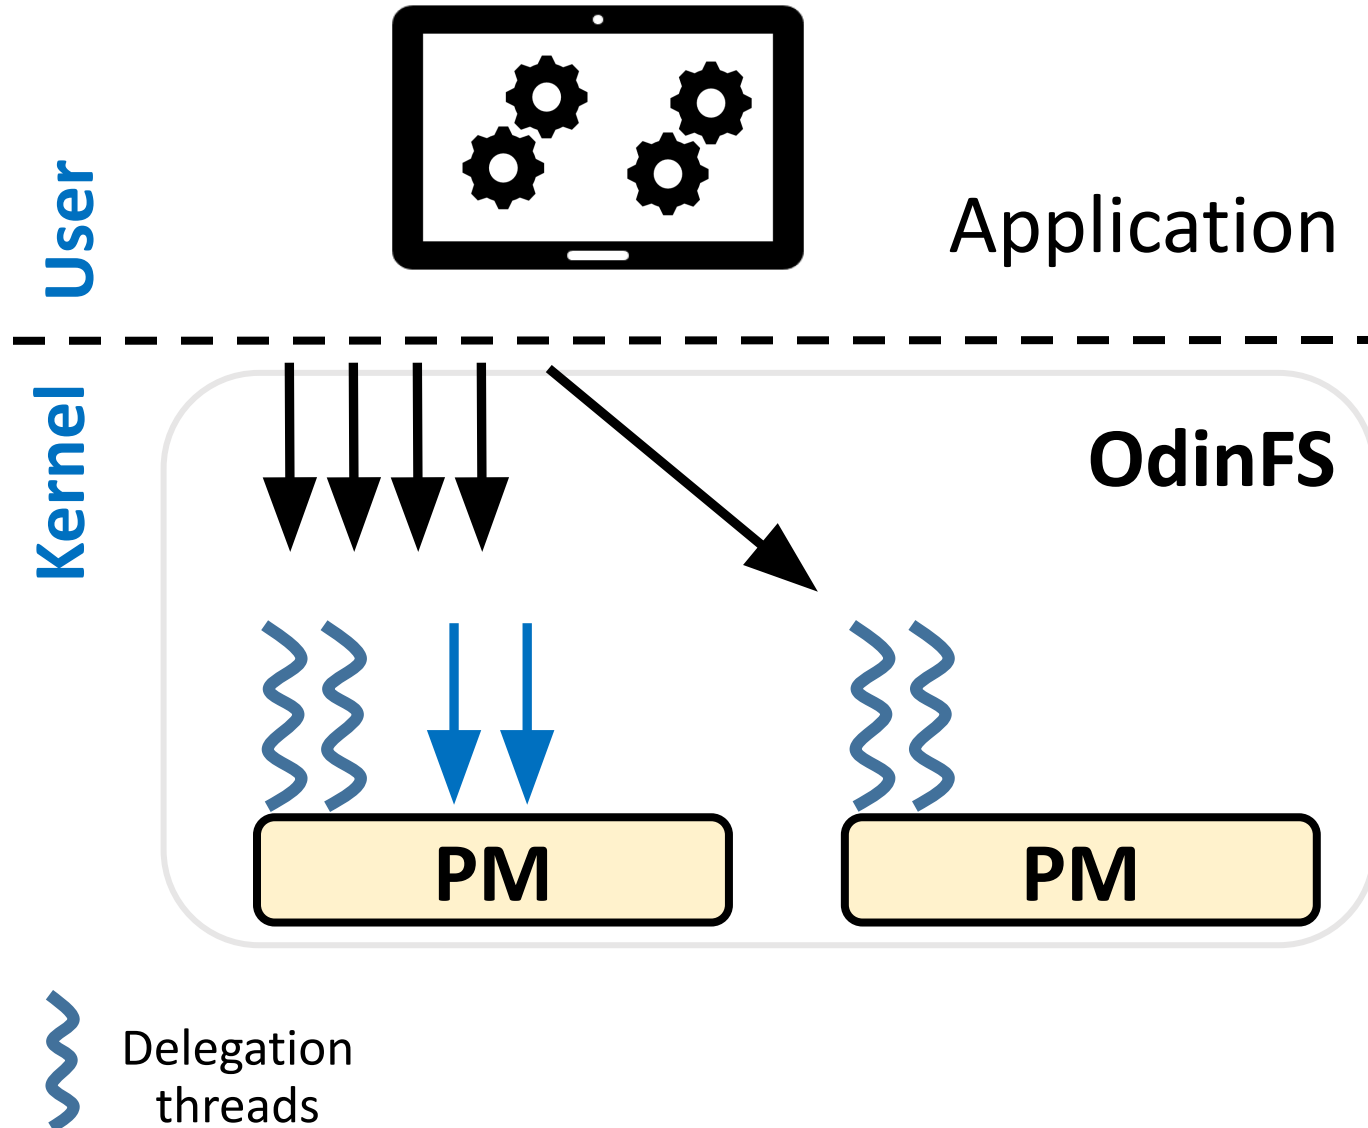 User
Application
Kernel
OdinFS
PM
PM
Delegation
threads